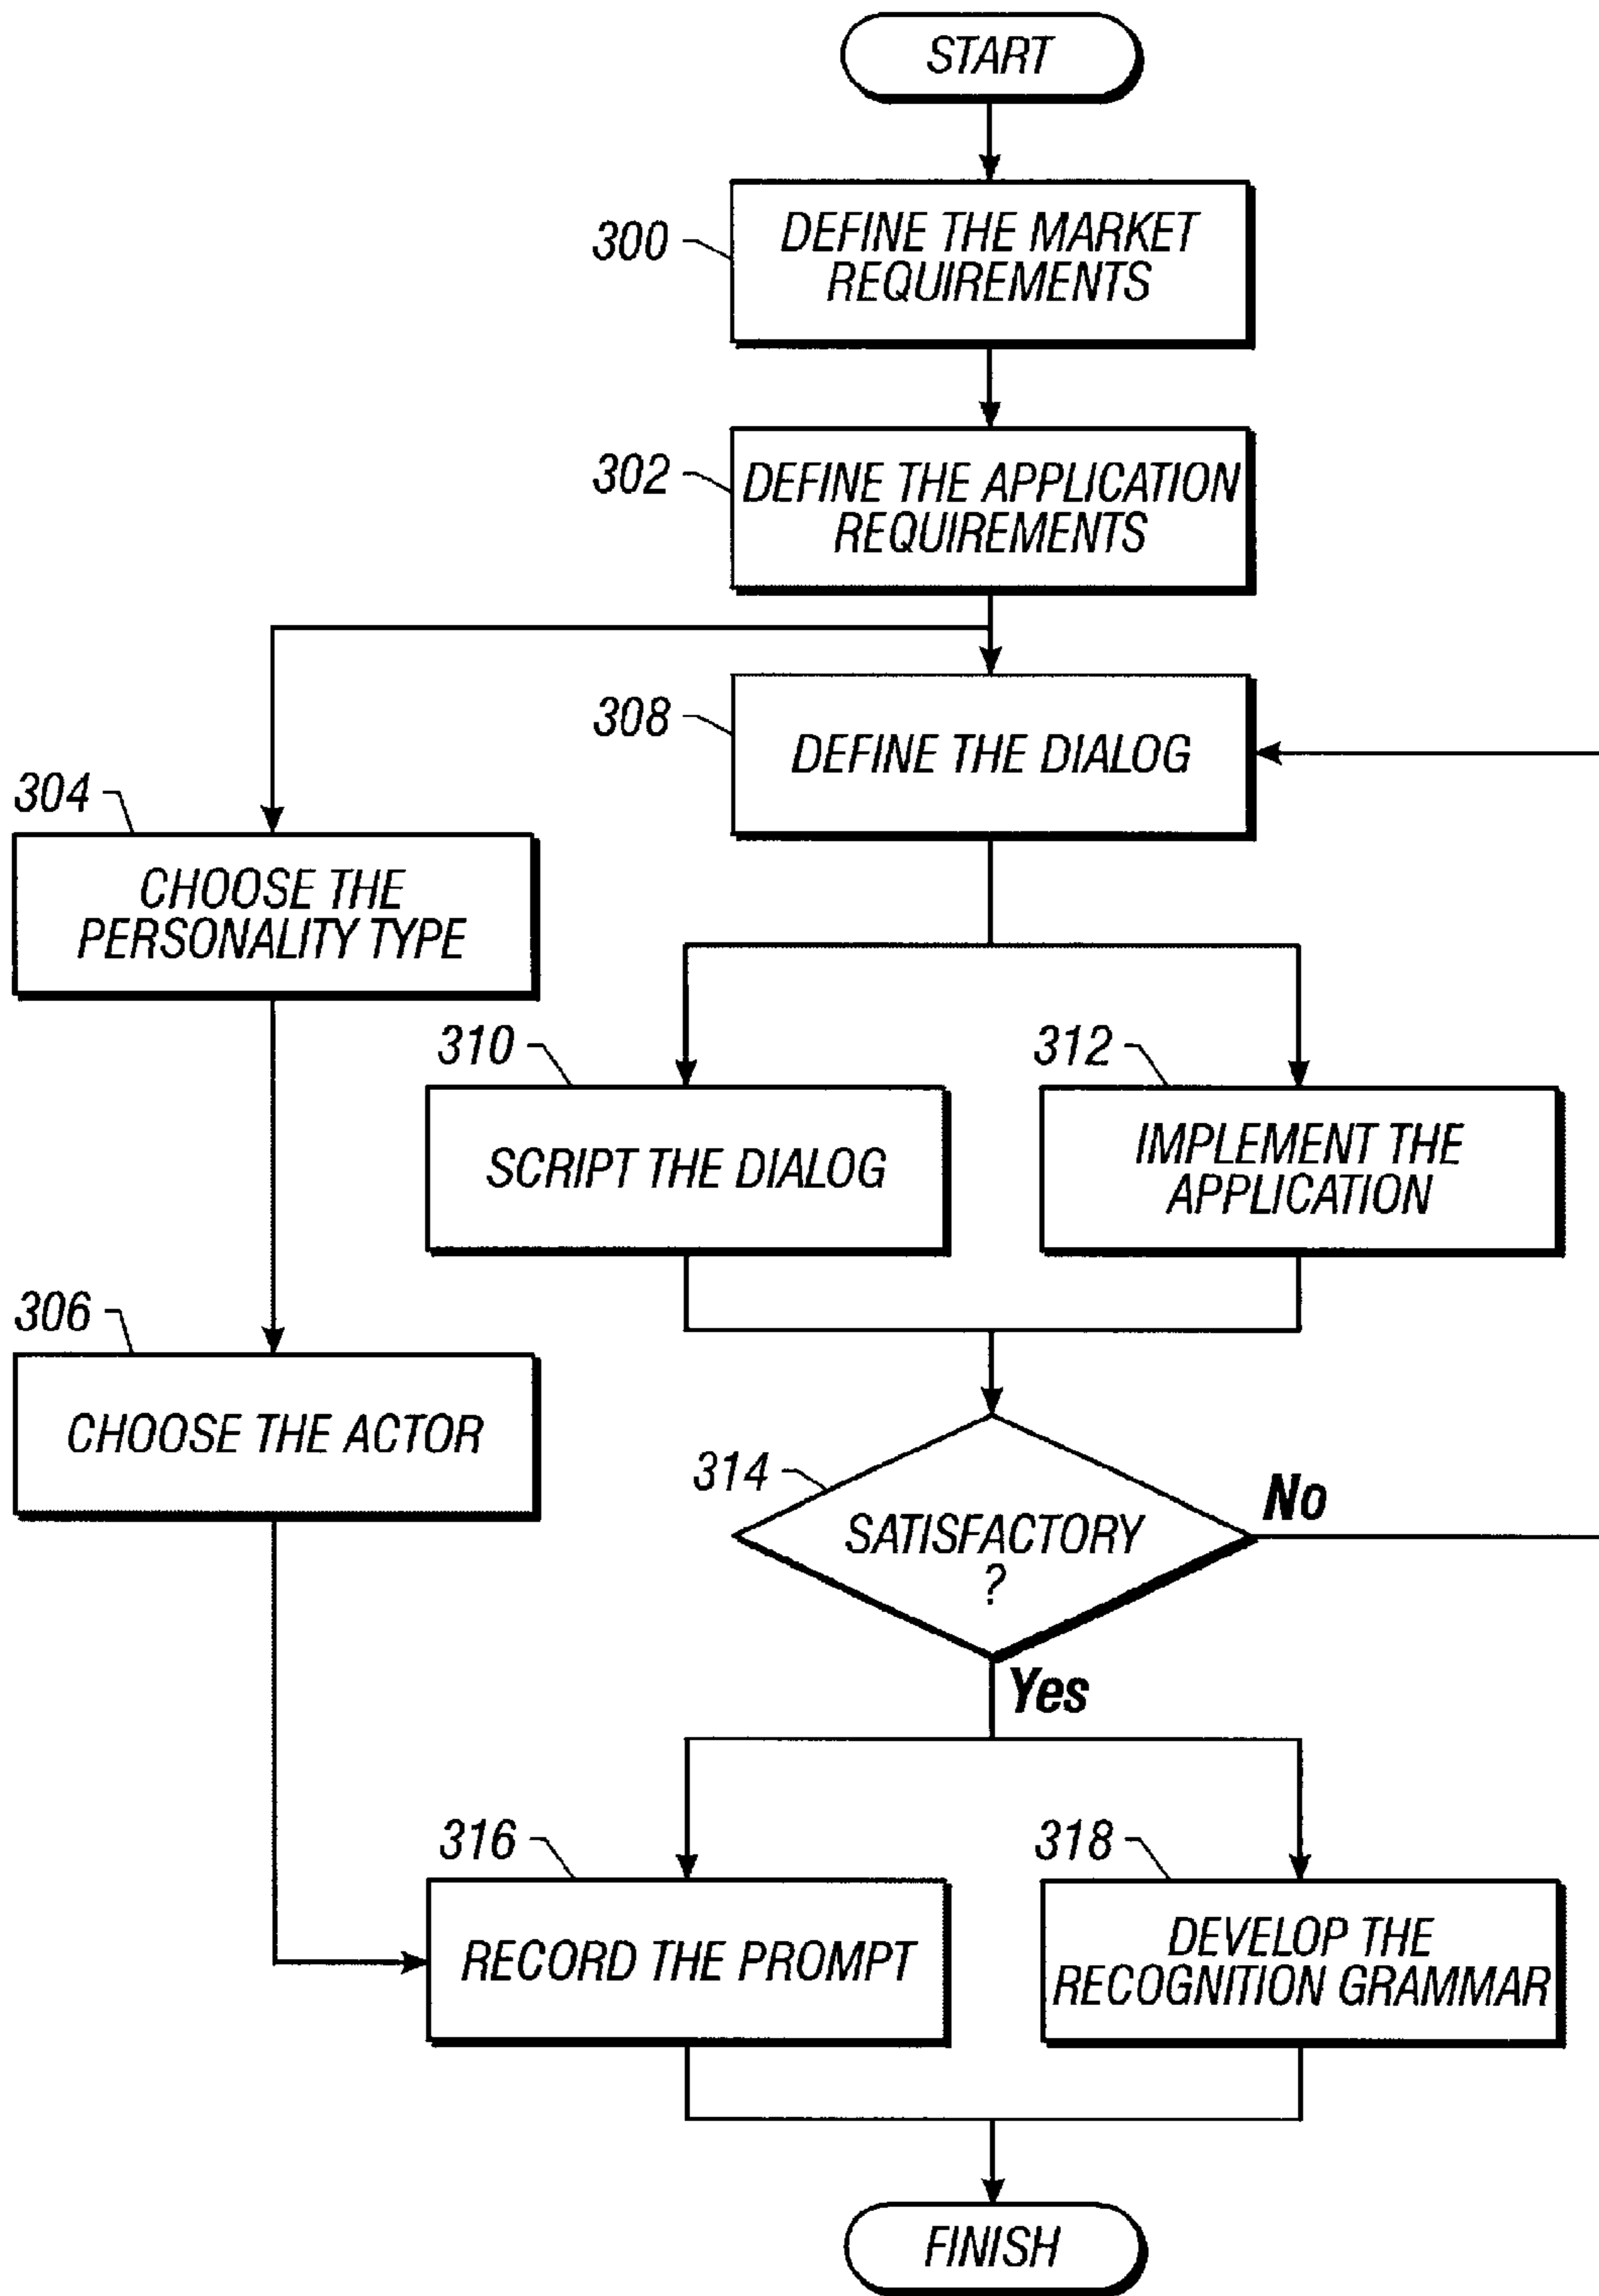 START
300
DEFINE THE MARKET
REQUIREMENTS
302
DEFINE THE APPLICATION
REQUIREMENTS
308
DEFINE THE DIALOG
304
CHOOSE THE
PERSONALITY TYPE
310
SCRIPT THE DIALOG
312
IMPLEMENT THE
APPLICATION
306
CHOOSE THE ACTOR
314
SATISFACTORY
?
No
Yes
316
RECORD THE PROMPT
318
DEVELOP THE
RECOGNITION GRAMMAR
FINISH